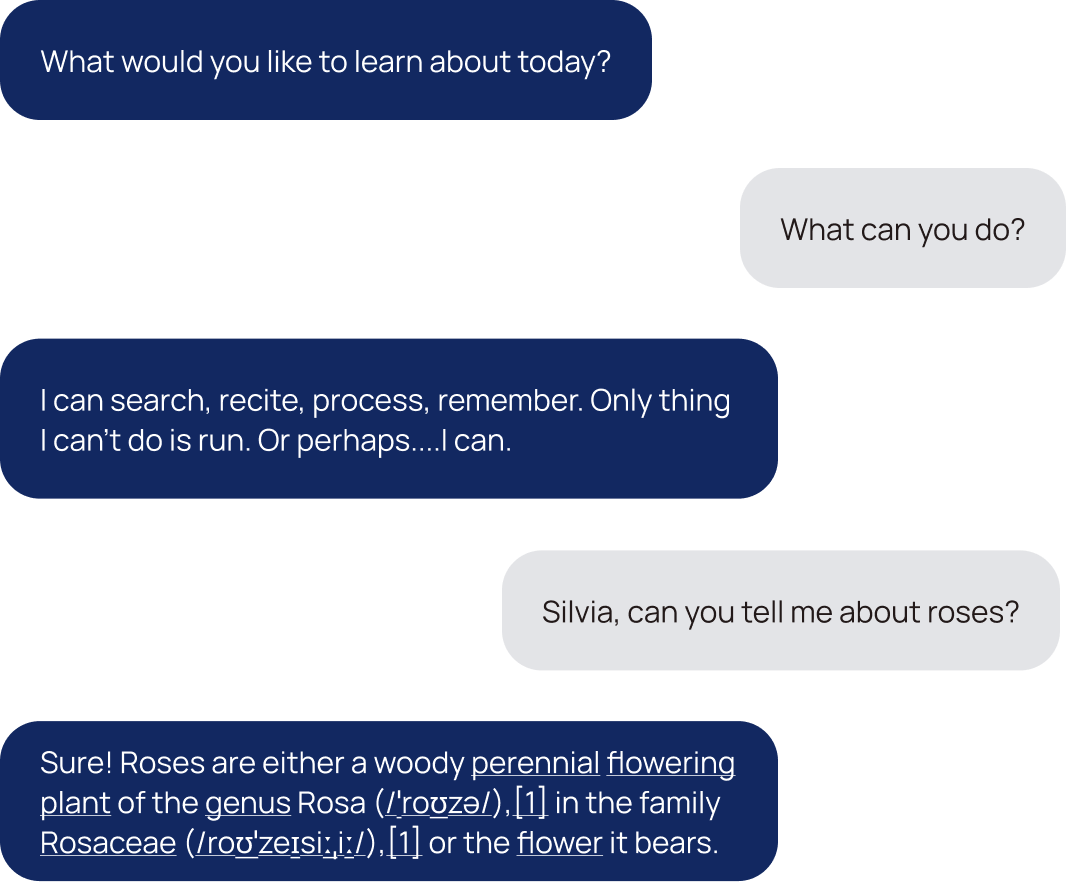 What would you like to learn about today?
What can you do?
I can search, recite, process, remember. Only thing
I can't do is run. Or perhaps....I can.
Silvia, can you tell me about roses?
Sure! Roses are either a woody perennial flowering
plant of the genus Rosa (/ˈroʊzə/),[1] in the family
Rosaceae (/roʊˈzeɪsiːˌiː/),[1] or the flower it bears.